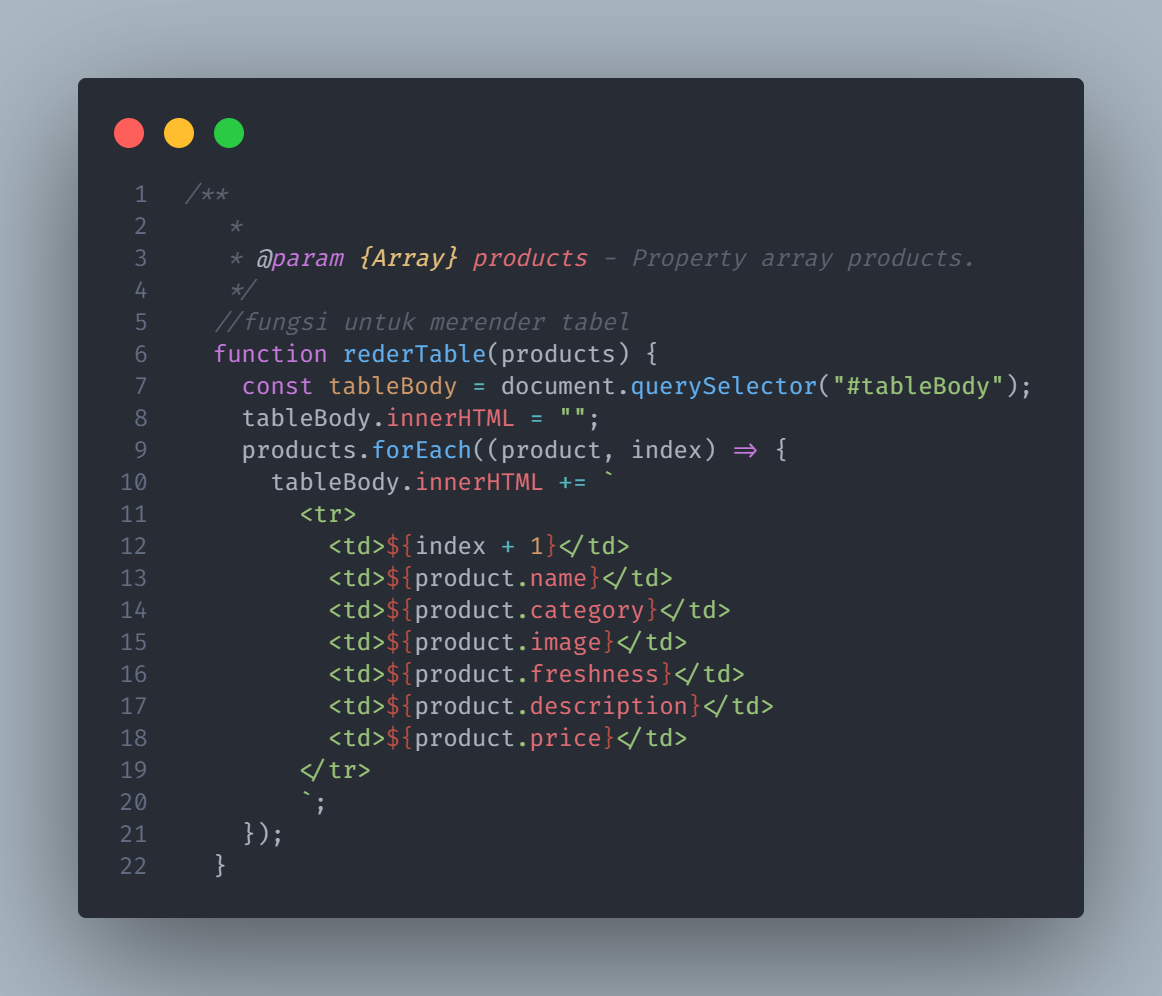 1 /**
2 *
3 * @param {Array} products - Property array products.
4 */
5 //fungsi untuk merender tabel
6 function rederTable(products) {
7 const tableBody = document.querySelector("#tableBody");
8 tableBody.innerHTML = "";
9 products.forEach((product, index) => {
10 tableBody.innerHTML += `
11 <tr>
12 <td>${index + 1}</td>
13 <td>${product.name}</td>
14 <td>${product.category}</td>
15 <td>${product.image}</td>
16 <td>${product.freshness}</td>
17 <td>${product.description}</td>
18 <td>${product.price}</td>
19 </tr>
20 `;
21 });
22 }